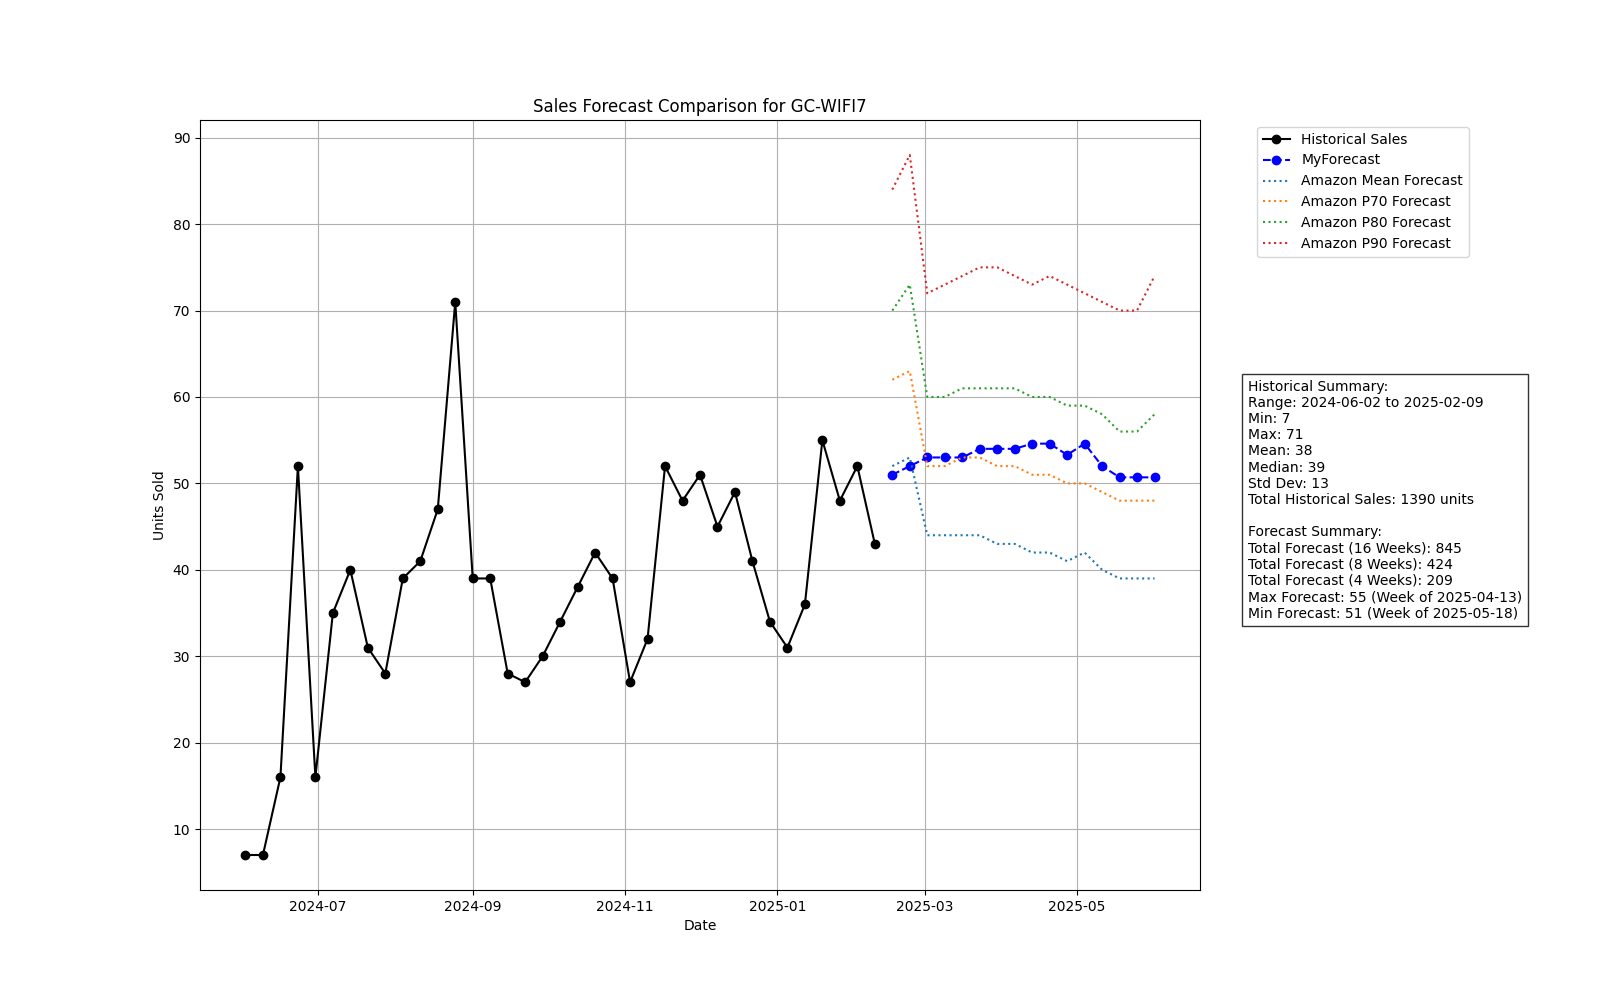 Sales Forecast Comparison for GC-WIFI7
90
80
70
60
50
40
30
20
10
Units Sold
2024-07 2024-09 2024-11 2025-01 2025-03 2025-05
Date
Historical Sales
MyForecast
Amazon Mean Forecast
Amazon P70 Forecast
Amazon P80 Forecast
Amazon P90 Forecast
Historical Summary:
Range: 2024-06-02 to 2025-02-09
Min: 7
Max: 71
Mean: 38
Median: 39
Std Dev: 13
Total Historical Sales: 1390 units
Forecast Summary:
Total Forecast (16 Weeks): 845
Total Forecast (8 Weeks): 424
Total Forecast (4 Weeks): 209
Max Forecast: 55 (Week of 2025-04-13)
Min Forecast: 51 (Week of 2025-05-18)